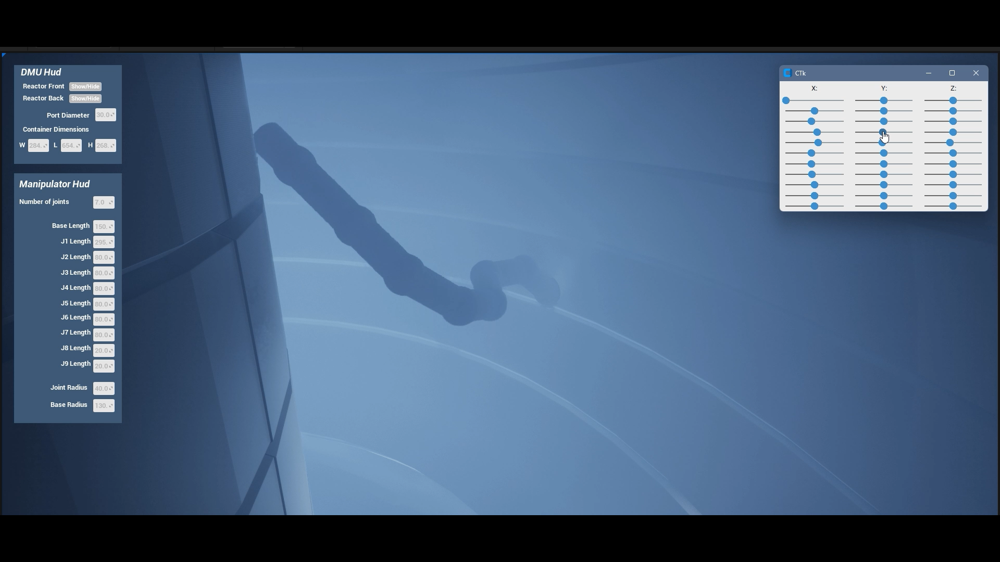 DMU Hud
Reactor Front Show/Hide
Reactor Back Show/Hide
Port Diameter 30.0
Container Dimensions
W 284. L 654. H 268.
Manipulator Hud
Number of joints 7.0
Base Length 150.
J1 Length 295.
J2 Length 80.0
J3 Length 80.0
J4 Length 80.0
J5 Length 80.0
J6 Length 80.0
J7 Length 80.0
J8 Length 20.0
J9 Length 20.0
Joint Radius 40.0
Base Radius 130.
CTk
X: Y: Z: